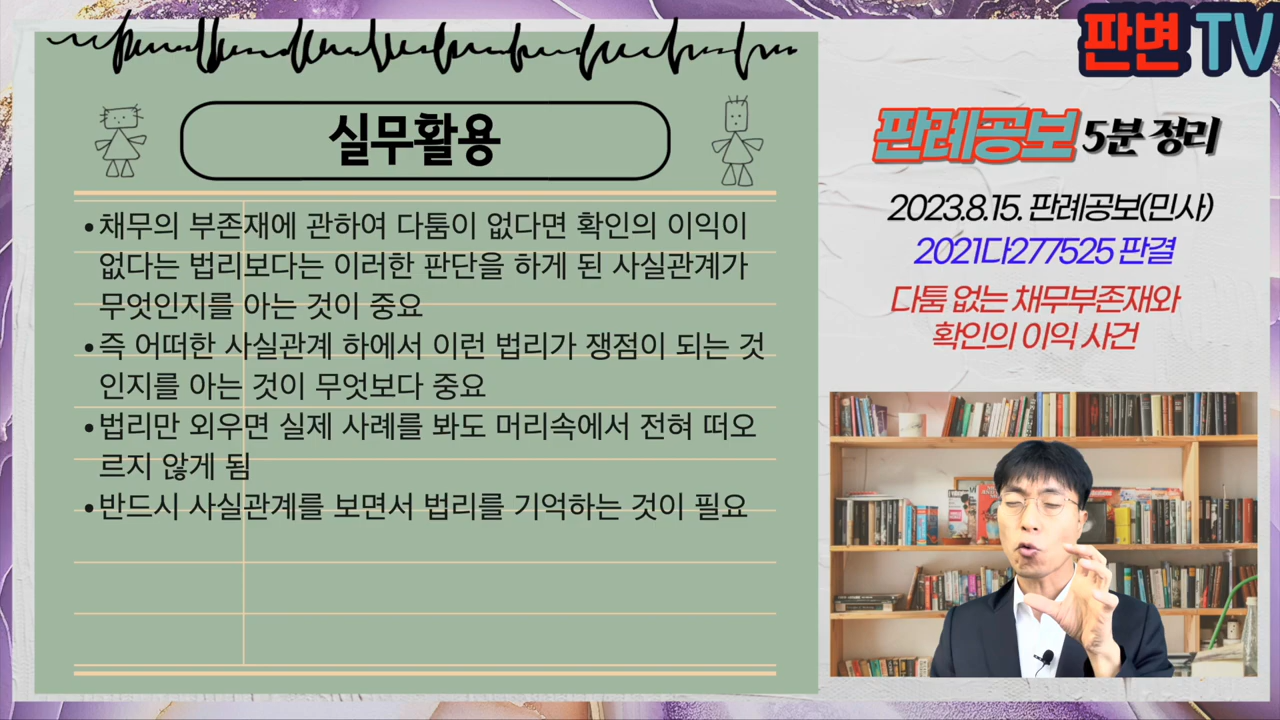 판변 TV
실무활용
•채무의 부존재에 관하여 다툼이 없다면 확인의 이익이
없다는 법리보다는 이러한 판단을 하게 된 사실관계가
무엇인지를 아는 것이 중요
•즉 어떠한 사실관계 하에서 이런 법리가 쟁점이 되는 것
인지를 아는 것이 무엇보다 중요
•법리만 외우면 실제 사례를 봐도 머리속에서 전혀 떠오
르지 않게 됨
•반드시 사실관계를 보면서 법리를 기억하는 것이 필요
판례공보 5분 정리
2023.8.15. 판례공보(민사)
2021다277525 판결
다툼 없는 채무부존재와
확인의 이익 사건